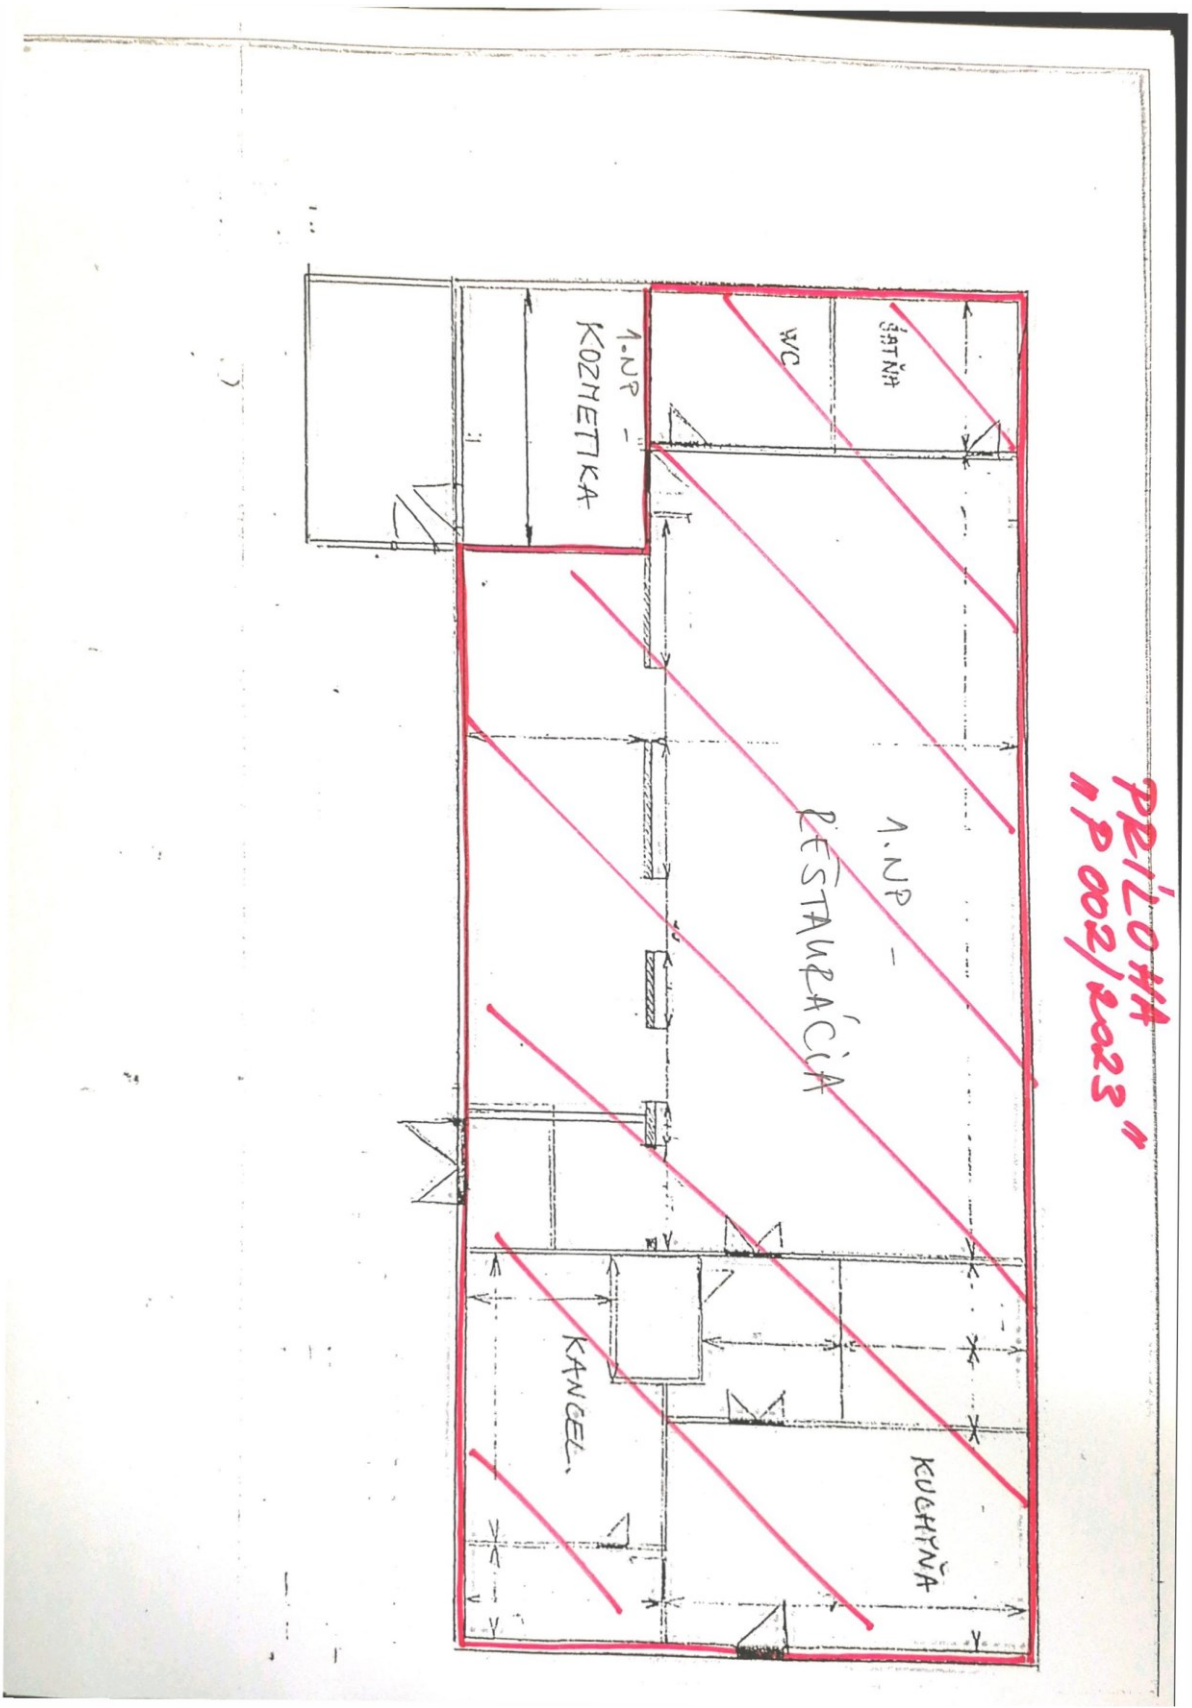 PRÍLOHA
"P 002/2023"
ŠATŇA
WC
1.NP -
KOZMETIKA
1.NP -
REŠTAURÁCIA
KUCHYŇA
KANCEL.